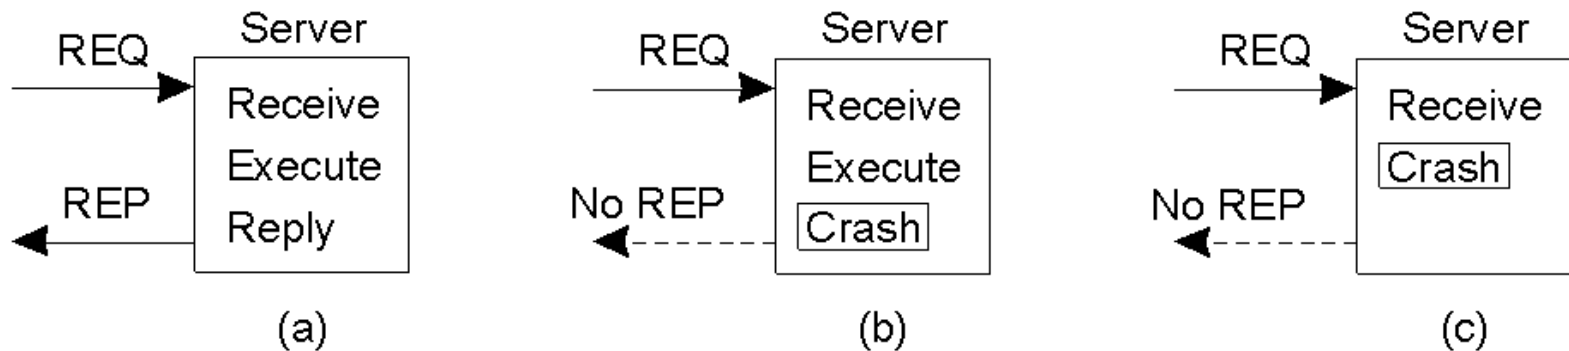 Server
REQ
Receive
Execute
REP
Reply
(a)
Server
REQ
Receive
Execute
No REP
Crash
(b)
Server
REQ
Receive
Crash
No REP
(c)